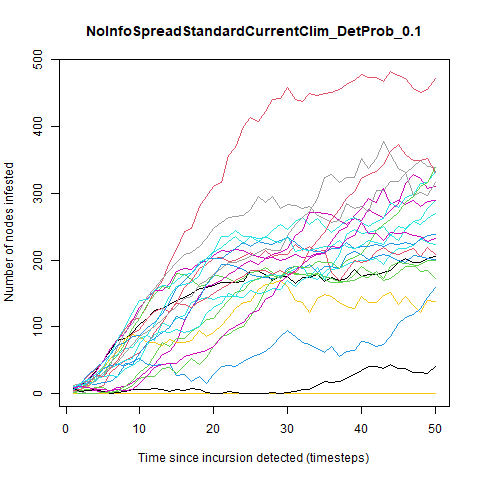 NoInfoSpreadStandardCurrentClim_DetProb_0.1
Number of nodes infested
500
400
300
200
100
0
0 10 20 30 40 50
Time since incursion detected (timesteps)